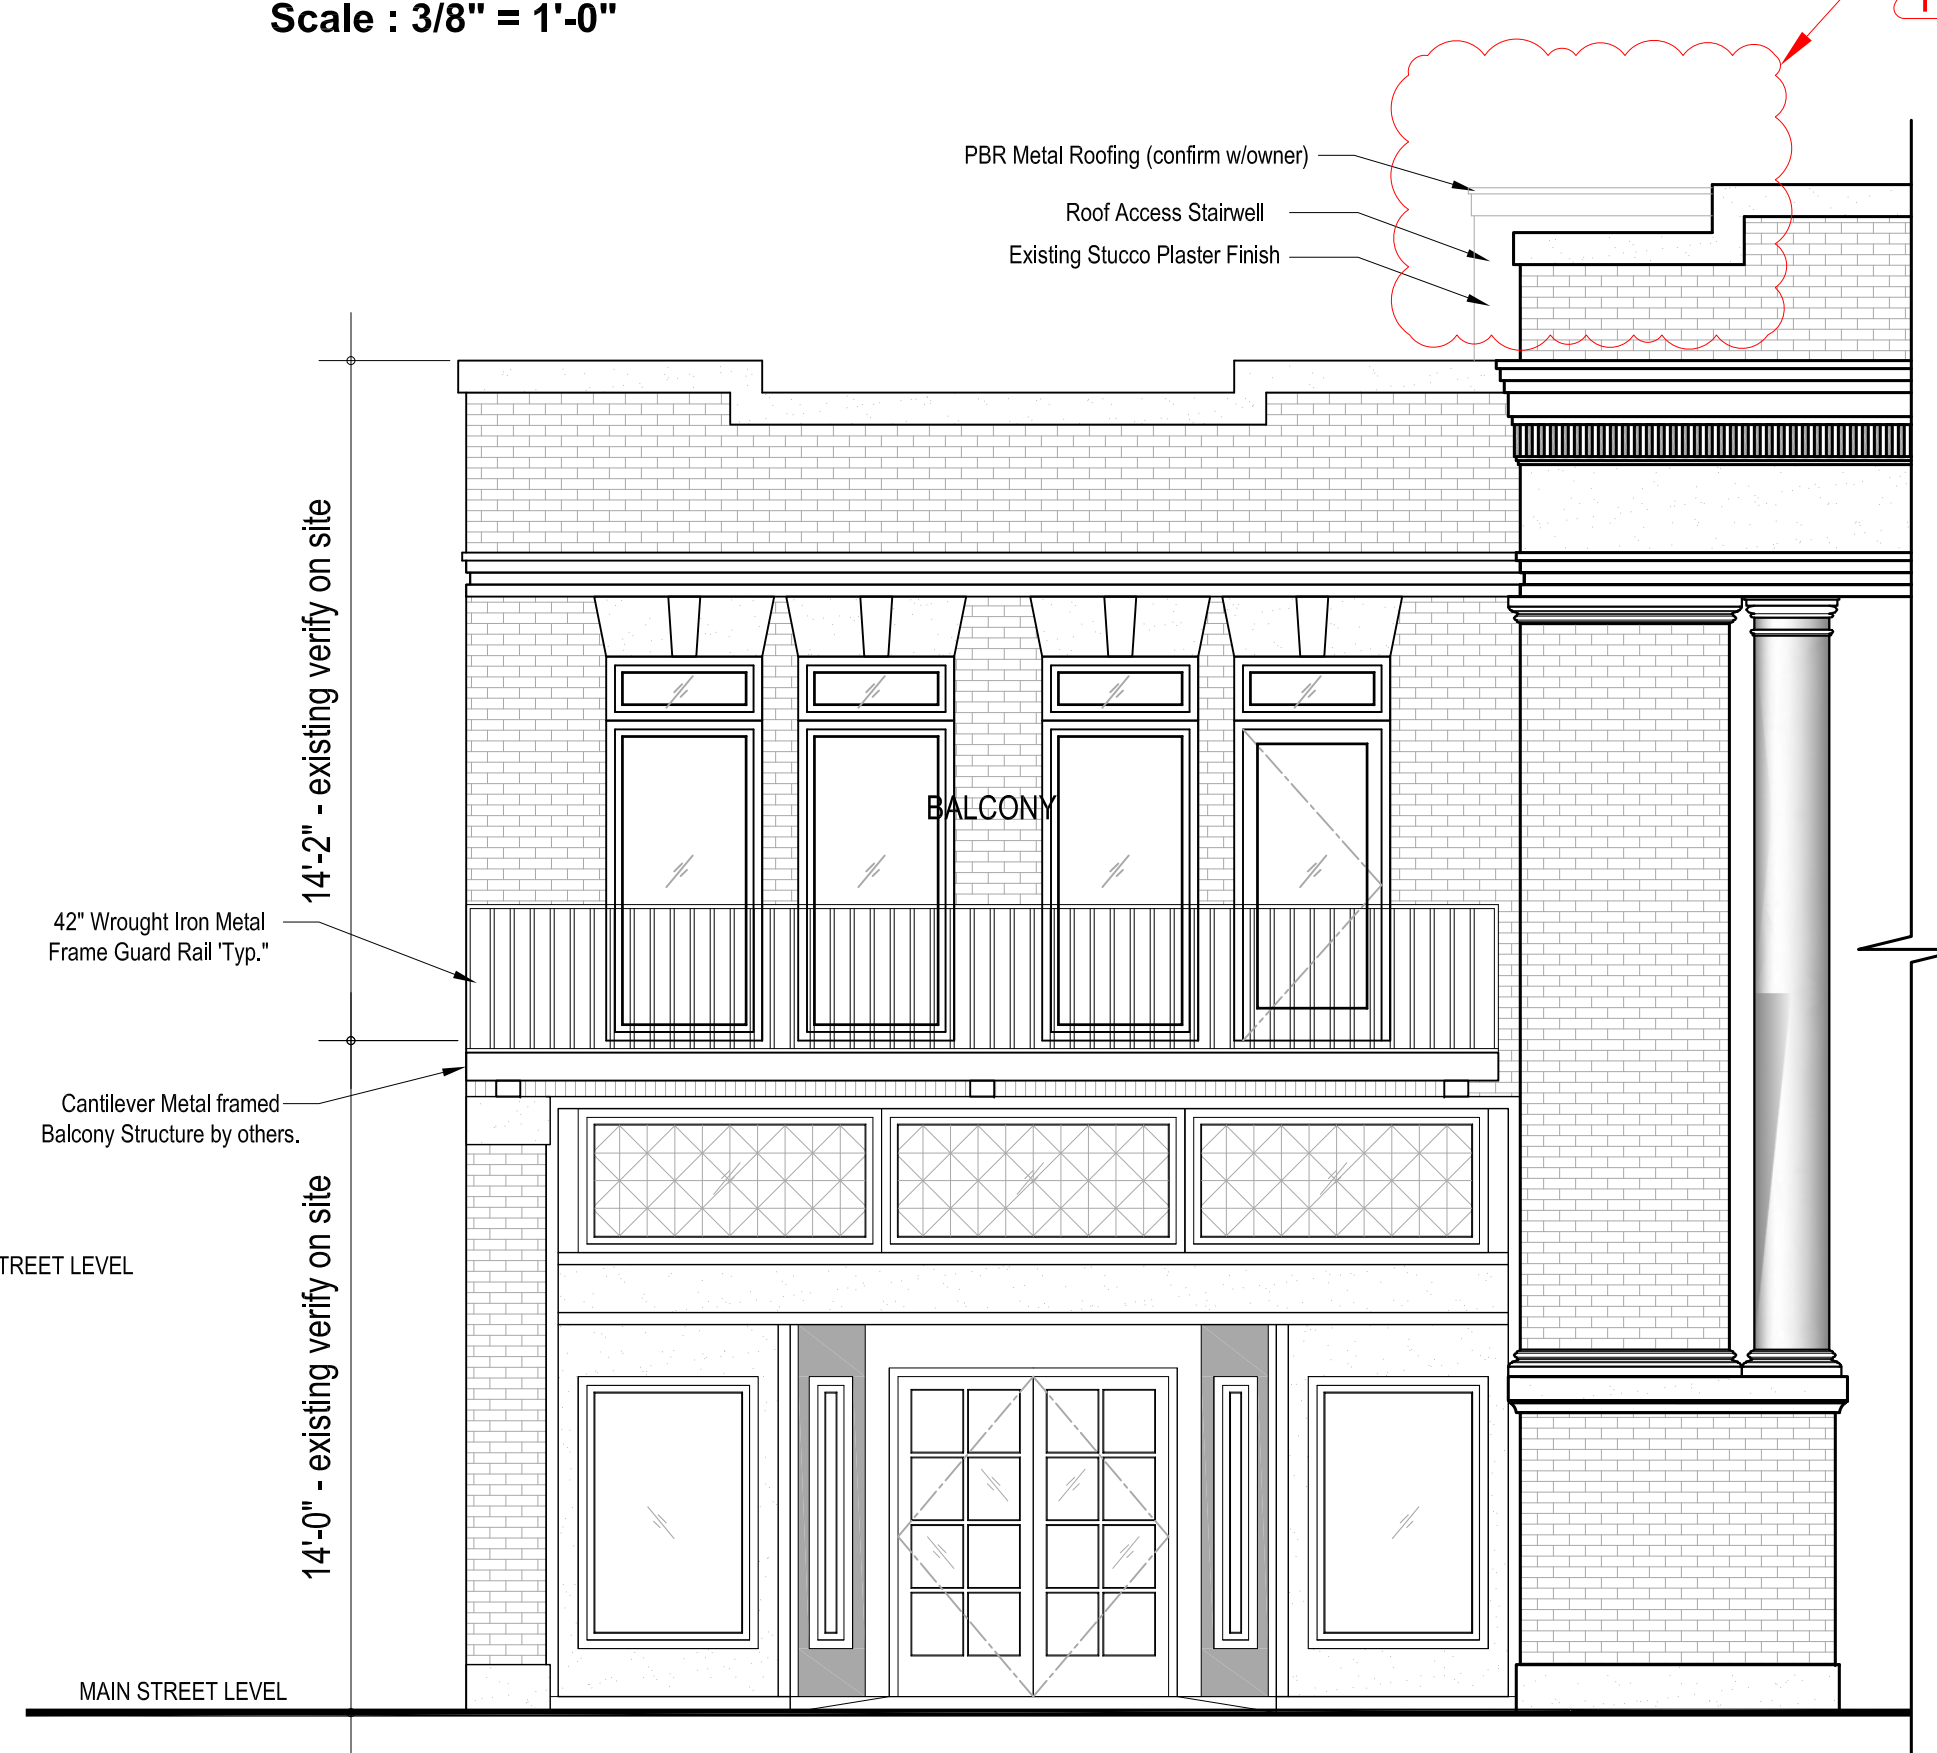 Scale : 3/8" = 1'-0"
PBR Metal Roofing (confirm w/owner)
Roof Access Stairwell
Existing Stucco Plaster Finish
14'-2" - existing verify on site
BALCONY
42" Wrought Iron Metal
Frame Guard Rail 'Typ."
Cantilever Metal framed
Balcony Structure by others.
14'-0" - existing verify on site
TREET LEVEL
MAIN STREET LEVEL